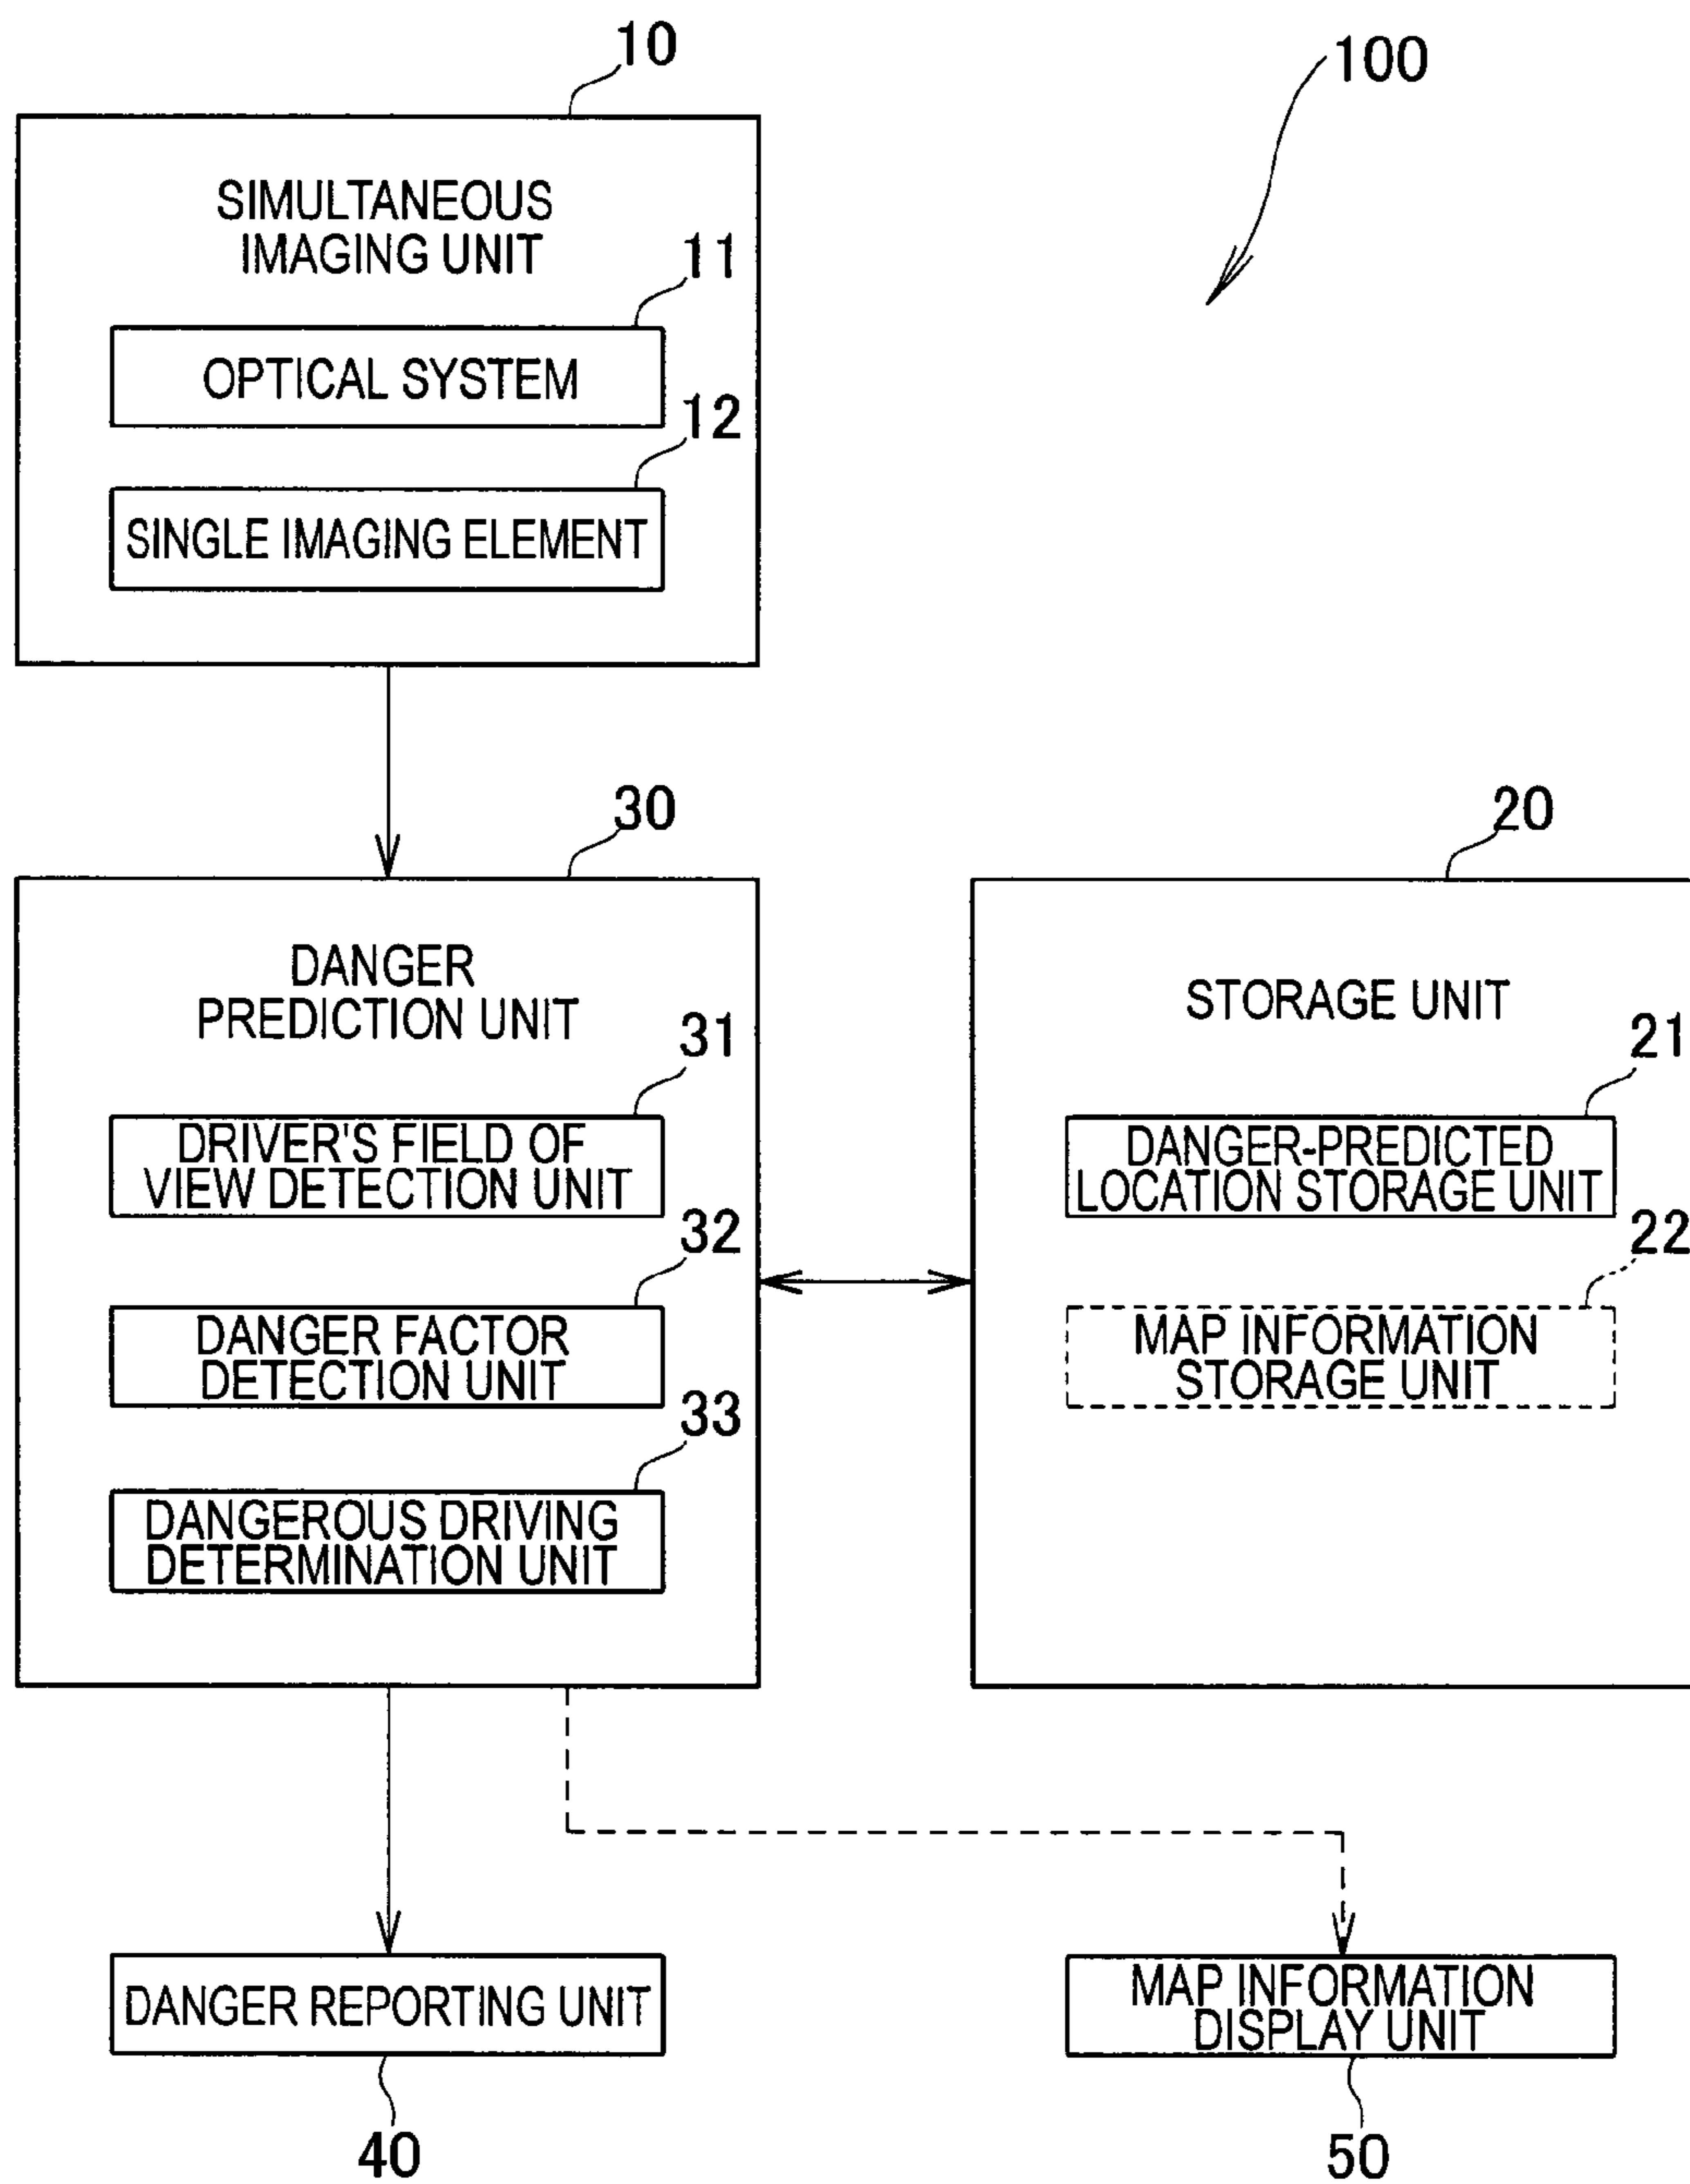 10
100
SIMULTANEOUS
IMAGING UNIT
11
OPTICAL SYSTEM
12
SINGLE IMAGING ELEMENT
30
DANGER
PREDICTION UNIT
31
DRIVER'S FIELD OF
VIEW DETECTION UNIT
32
DANGER FACTOR
DETECTION UNIT
33
DANGEROUS DRIVING
DETERMINATION UNIT
20
STORAGE UNIT
21
DANGER-PREDICTED
LOCATION STORAGE UNIT
22
MAP INFORMATION
STORAGE UNIT
DANGER REPORTING UNIT
40
MAP INFORMATION
DISPLAY UNIT
50